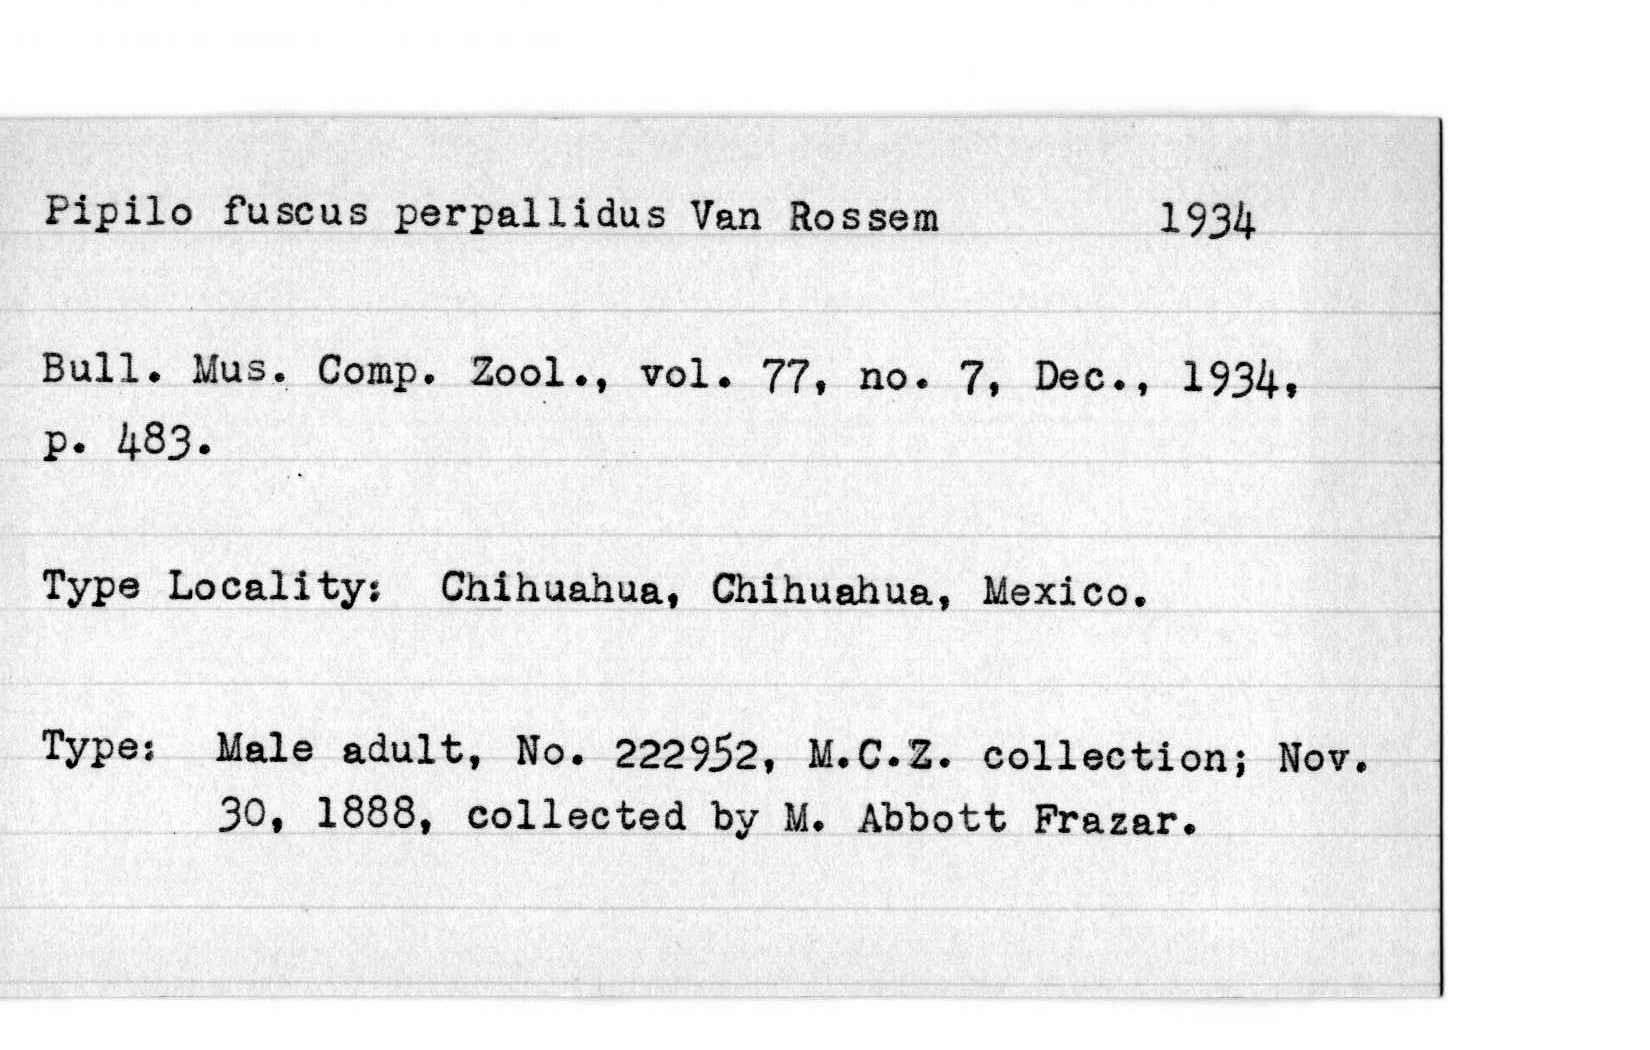 Pipilo fuscus perpallidus Van Rossem 1934
Bull. Mus. Comp. Zool., vol. 77, no. 7, Dec., 1934,
p. 483.
Type Locality: Chihuahua, Chihuahua, Mexico.
Type: Male adult, No. 222952, M.C.Z. collection; Nov.
30, 1888, collected by M. Abbott Frazar.